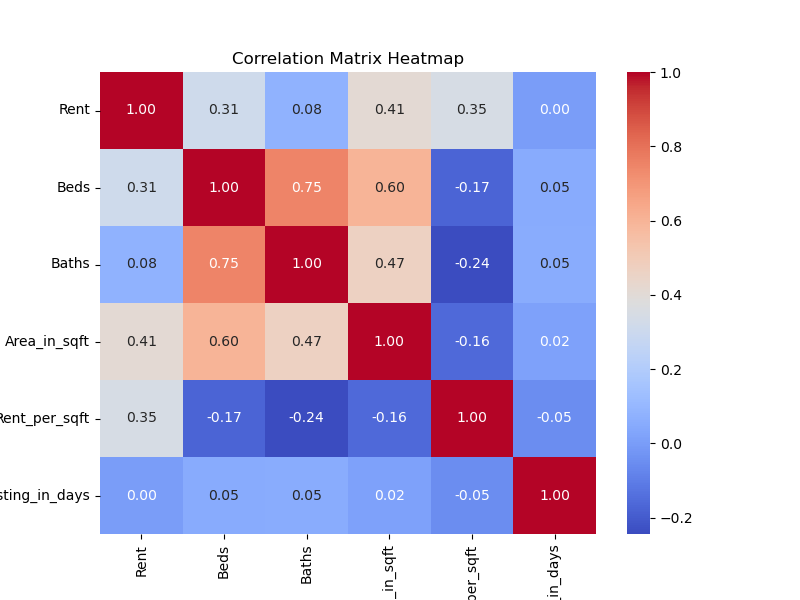 Correlation Matrix Heatmap
Rent 1.00 0.31 0.08 0.41 0.35 0.00
Beds 0.31 1.00 0.75 0.60 -0.17 0.05
Baths 0.08 0.75 1.00 0.47 -0.24 0.05
Area_in_sqft 0.41 0.60 0.47 1.00 -0.16 0.02
Rent_per_sqft 0.35 -0.17 -0.24 -0.16 1.00 -0.05
sting_in_days 0.00 0.05 0.05 0.02 -0.05 1.00
Rent
Beds
Baths
_in_sqft
per_sqft
in_days
1.0
0.8
0.6
0.4
0.2
0.0
−0.2